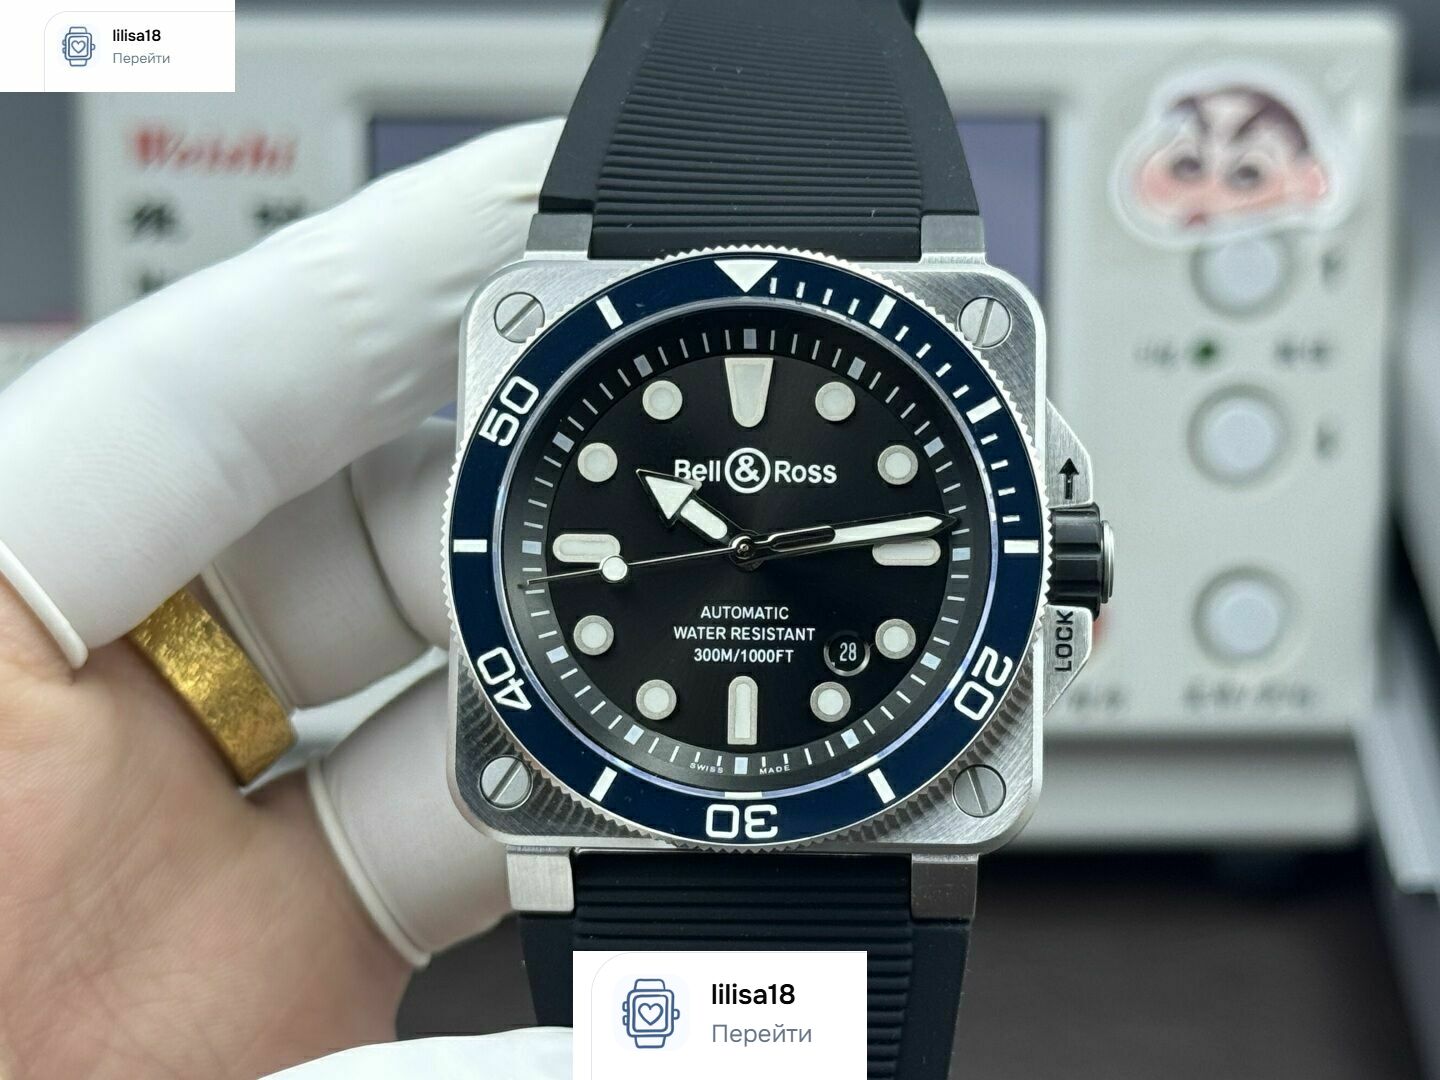 lilisa18
Перейти
Weishi
Bell & Ross
50
40
30
20
AUTOMATIC
WATER RESISTANT
300M/1000FT
28
LOCK
SWISS MADE
lilisa18
Перейти